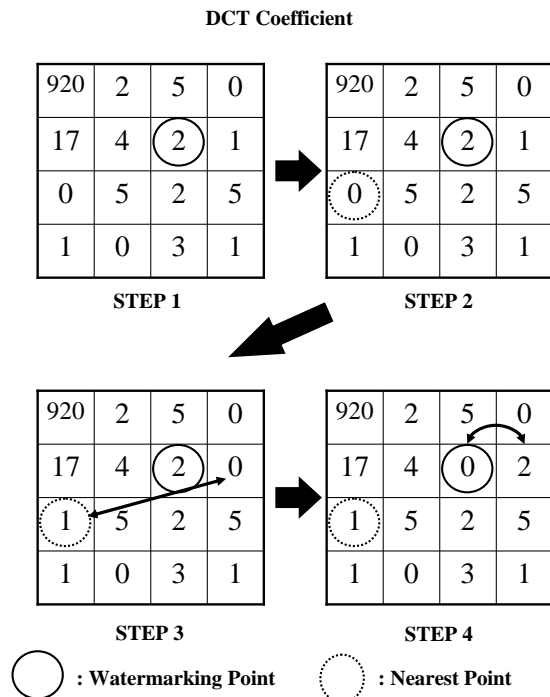 DCT Coefficient
920 2 5 0 920 2 5 0
17 4 2 1 17 4 2 1
0 5 2 5 0 5 2 5
1 0 3 1 1 0 3 1
STEP 1 STEP 2
920 2 5 0 920 2 5 0
17 4 2 0 17 4 0 2
1 5 2 5 1 5 2 5
1 0 3 1 1 0 3 1
STEP 3 STEP 4
: Watermarking Point : Nearest Point